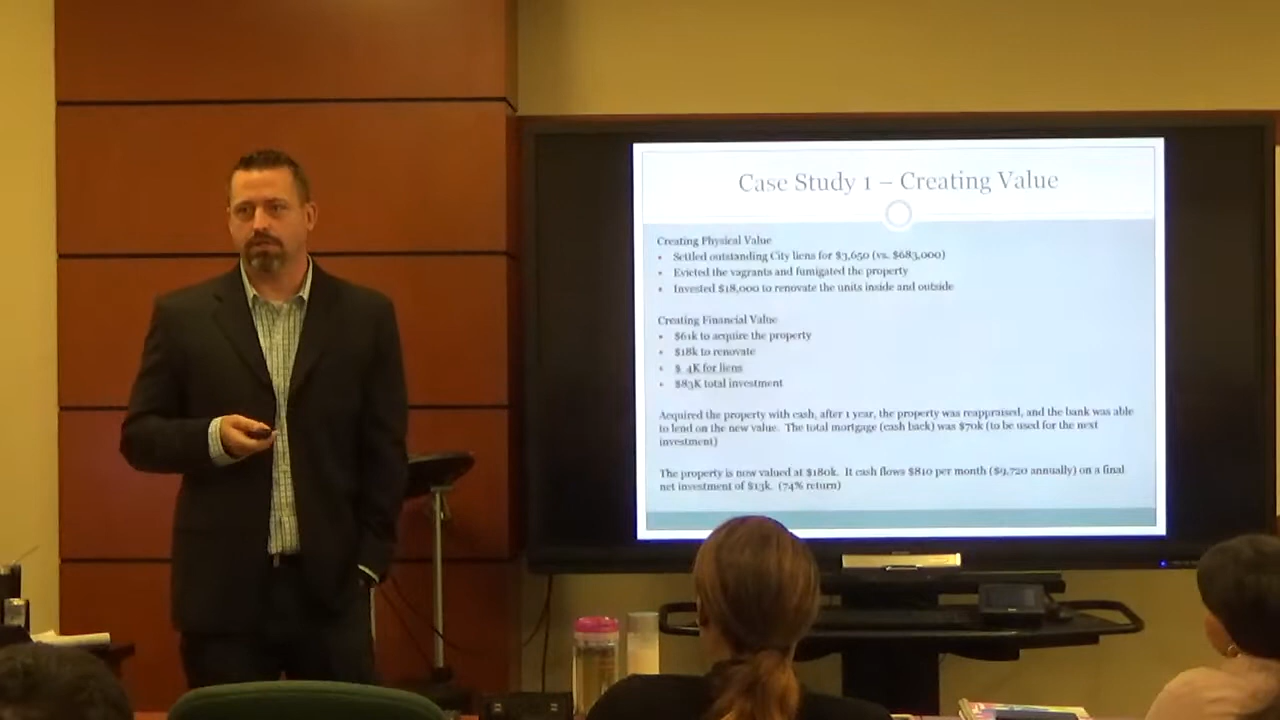 Case Study 1 – Creating Value
Creating Physical Value
• Settled outstanding City liens for $3,650 (vs. $683,000)
• Evicted the vagrants and fumigated the property
• Invested $18,000 to renovate the units inside and outside
Creating Financial Value
• $61k to acquire the property
• $18k to renovate
• $ 4K for liens
• $83K total investment
Acquired the property with cash, after 1 year, the property was reappraised, and the bank was able
to lend on the new value. The total mortgage (cash back) was $70k (to be used for the next
investment)
The property is now valued at $180k. It cash flows $810 per month ($9,720 annually) on a final
net investment of $13k. (74% return)